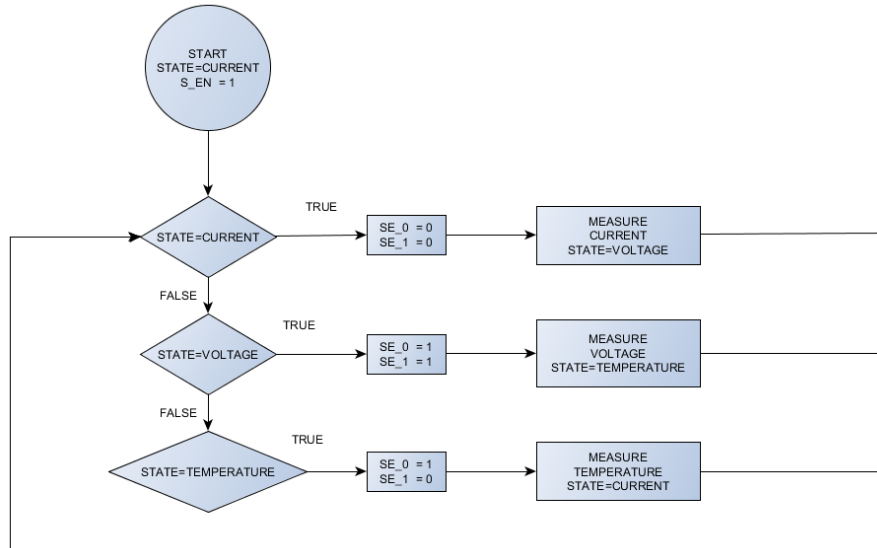 START
STATE=CURRENT
S_EN = 1
TRUE
STATE=CURRENT
SE_0 = 0
SE_1 = 0
MEASURE
CURRENT
STATE=VOLTAGE
FALSE
TRUE
STATE=VOLTAGE
SE_0 = 1
SE_1 = 1
MEASURE
VOLTAGE
STATE=TEMPERATURE
FALSE
TRUE
STATE=TEMPERATURE
SE_0 = 1
SE_1 = 0
MEASURE
TEMPERATURE
STATE=CURRENT